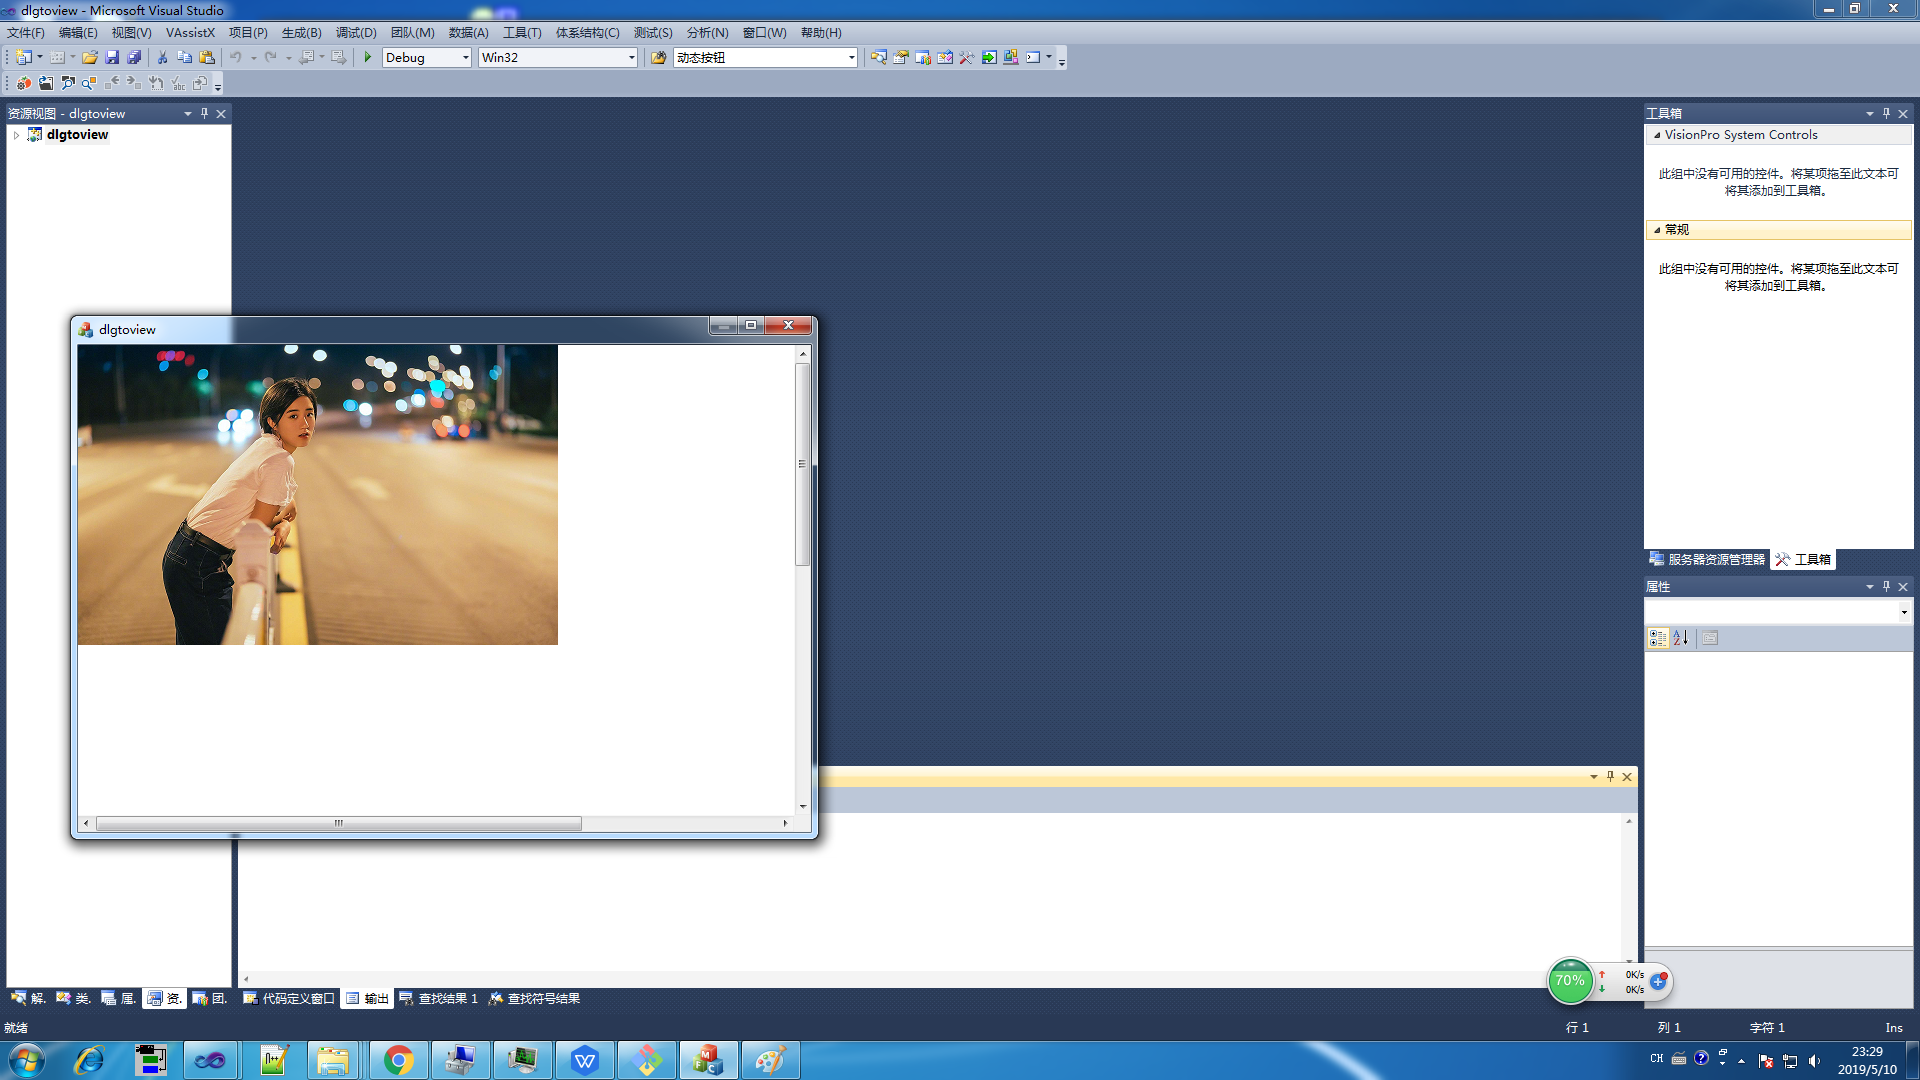 dlgtoview - Microsoft Visual Studio
文件(F) 编辑(E) 视图(V) VAssistX 项目(P) 生成(B) 调试(D) 团队(M) 数据(A) 工具(T) 体系结构(C) 测试(S) 分析(N) 窗口(W) 帮助(H)
Debug Win32 动态按钮
资源视图 - dlgtoview
dlgtoview
工具箱
VisionPro System Controls
此组中没有可用的控件。将某项拖至此文本可
将其添加到工具箱。
常规
此组中没有可用的控件。将某项拖至此文本可
将其添加到工具箱。
dlgtoview
服务器资源管理器 工具箱
属性
70% 0K/s
0K/s
解. 类. 属. 资. 团. 代码定义窗口 输出 查找结果 1 查找符号结果
就绪 行 1 列 1 字符 1 Ins
CH 23:29
2019/5/10